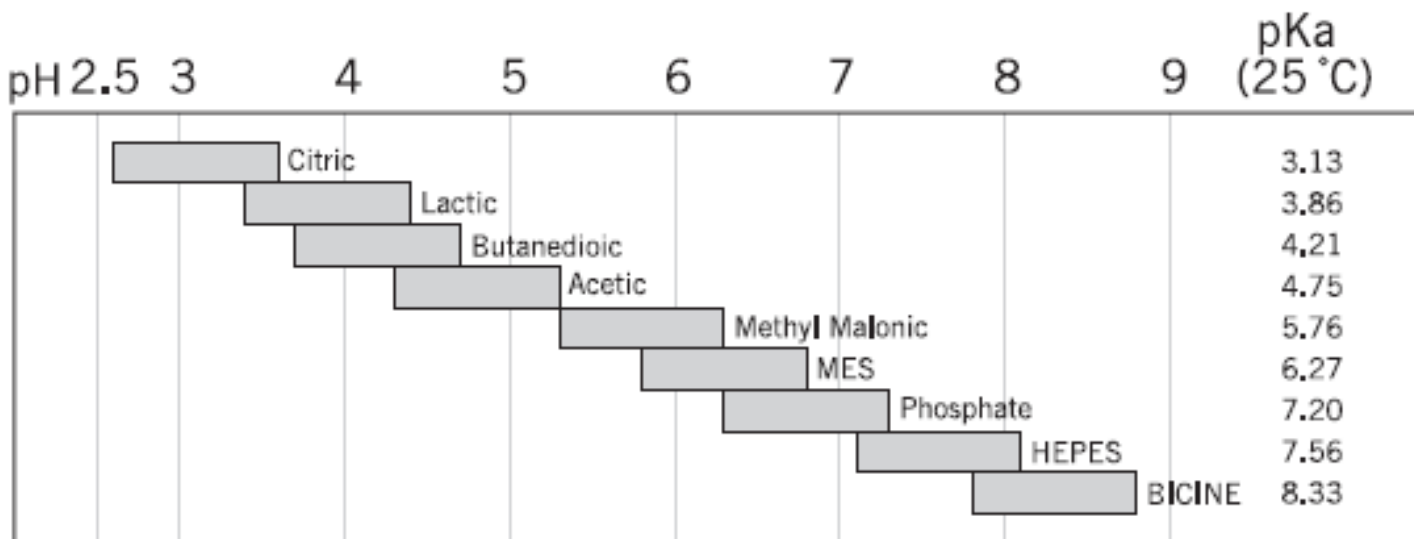 pKa
pH 2.5 3 4 5 6 7 8 9 (25 °C)
Citric 3.13
Lactic 3.86
Butanedioic 4.21
Acetic 4.75
Methyl Malonic 5.76
MES 6.27
Phosphate 7.20
HEPES 7.56
BICINE 8.33